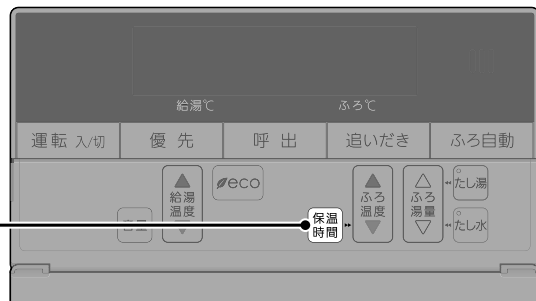 給湯℃ ふろ℃
運転 入/切 優先 呼出 追いだき ふろ自動
給湯温度
eco
音量
保温
時間
ふろ温度
ふろ湯量
たし湯
たし水